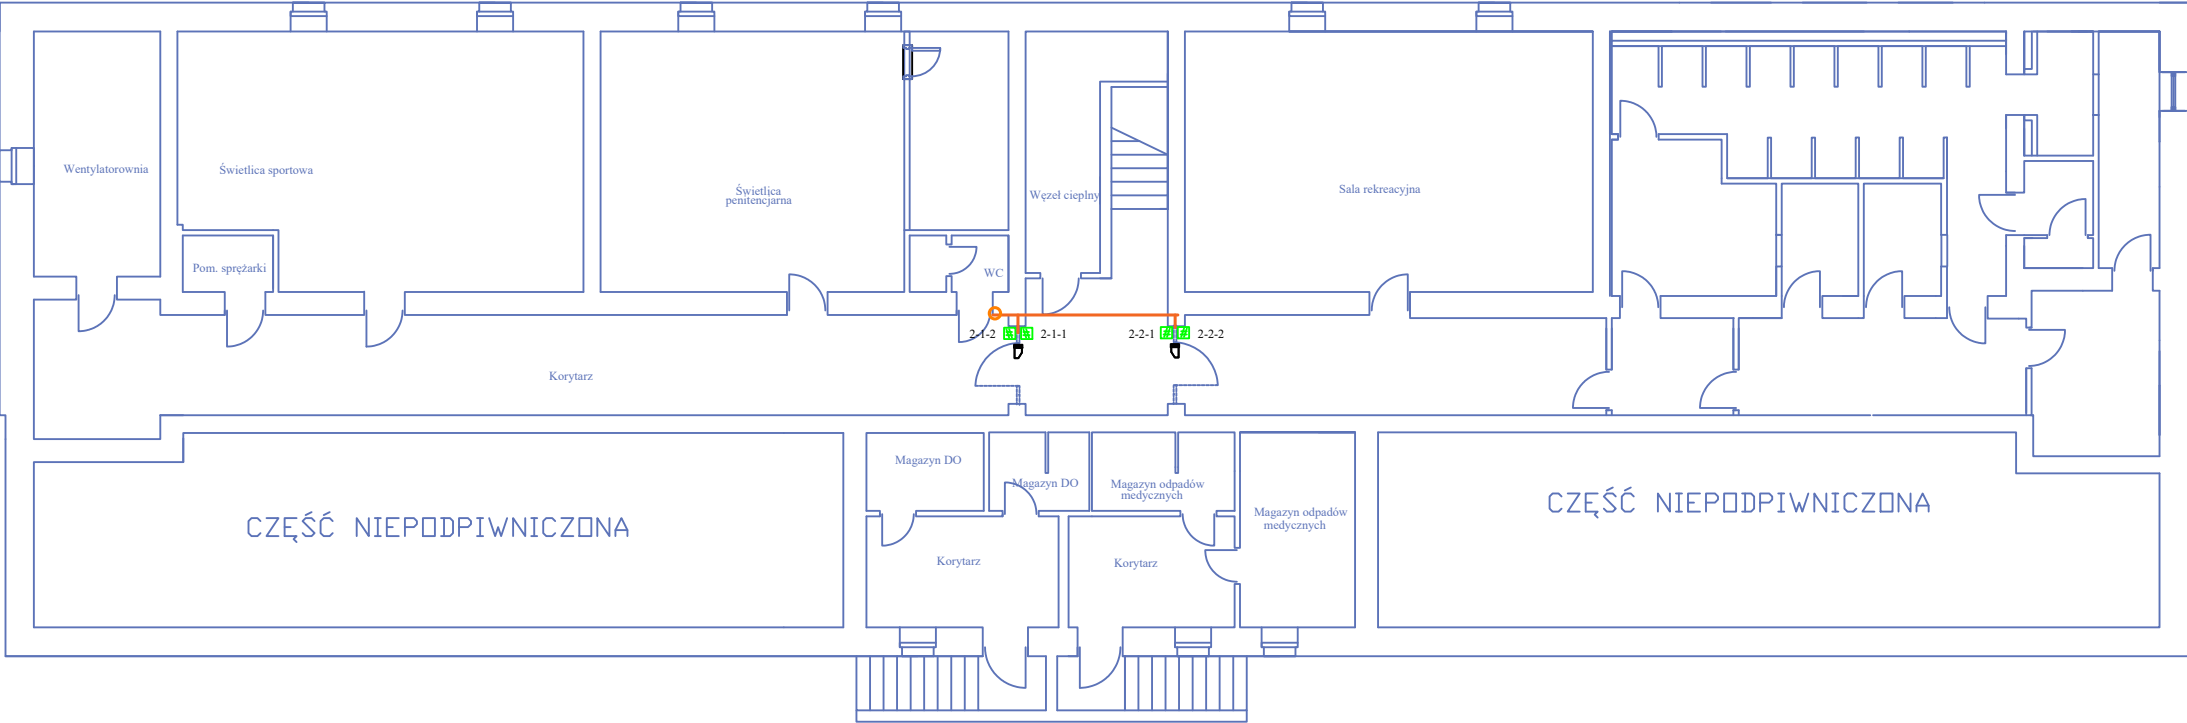 Wentylatorownia
Świetlica sportowa
Świetlica
penitencjarna
Węzeł cieplny
Sala rekreacyjna
Pom. sprężarki
WC
2-1-2
2-1-1
2-2-1
2-2-2
Korytarz
Magazyn DO
Magazyn DO
Magazyn odpadów
medycznych
Magazyn odpadów
medycznych
CZĘŚĆ NIEPODPIWNICZONA
CZĘŚĆ NIEPODPIWNICZONA
Korytarz
Korytarz